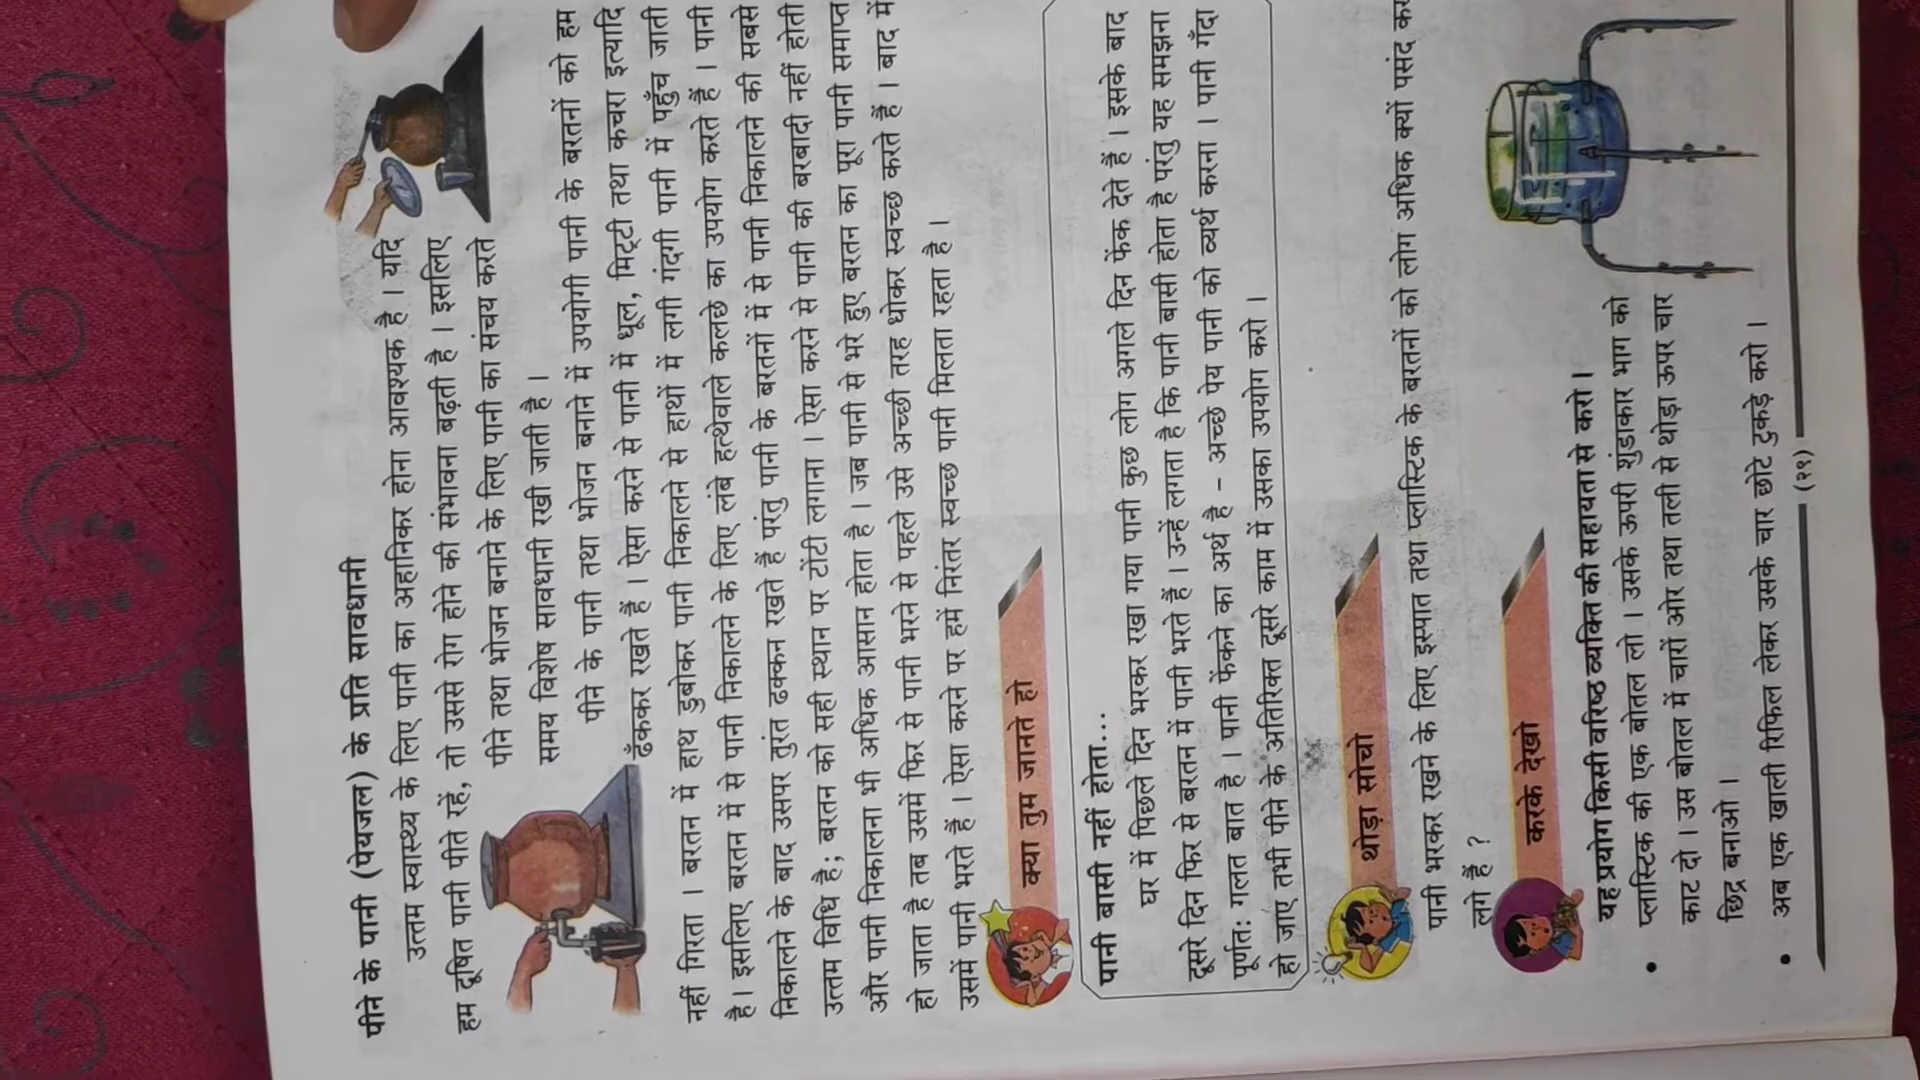 पीने के पानी (पेयजल) के प्रति सावधानी
उत्तम स्वास्थ्य के लिए पानी का अहानिकर होना आवश्यक है । यदि
हम दूषित पानी पीते रहें, तो उससे रोग होने की संभावना बढ़ती है । इसलिए
पीने तथा भोजन बनाने के लिए पानी का संचय करते
समय विशेष सावधानी रखी जाती है ।
पीने के पानी तथा भोजन बनाने में उपयोगी पानी के बरतनों को हम
ढँककर रखते हैं । ऐसा करने से पानी में धूल, मिट्टी तथा कचरा इत्यादि
नहीं गिरता । बरतन में हाथ डुबोकर पानी निकालने से हाथों में लगी गंदगी पानी में पहुँच जाती
है । इसलिए बरतन में से पानी निकालने के लिए लंबे हत्थेवाले कलछे का उपयोग करते हैं । पानी
निकालने के बाद उसपर तुरंत ढक्कन रखते हैं परंतु पानी के बरतनों में से पानी निकालने की सबसे
उत्तम विधि है; बरतन को सही स्थान पर टोंटी लगाना । ऐसा करने से पानी की बरबादी नहीं होती
और पानी निकालना भी अधिक आसान होता है । जब पानी से भरे हुए बरतन का पूरा पानी समाप्त
हो जाता है तब उसमें फिर से पानी भरने से पहले उसे अच्छी तरह धोकर स्वच्छ करते हैं । बाद में
उसमें पानी भरते हैं । ऐसा करने पर हमें निरंतर स्वच्छ पानी मिलता रहता है ।
क्या तुम जानते हो
पानी बासी नहीं होता...
घर में पिछले दिन भरकर रखा गया पानी कुछ लोग अगले दिन फेंक देते हैं । इसके बाद
दूसरे दिन फिर से बरतन में पानी भरते हैं । उन्हें लगता है कि पानी बासी होता है परंतु यह समझना
पूर्णत: गलत बात है । पानी फेंकने का अर्थ है - अच्छे पेय पानी को व्यर्थ करना । पानी गँदा
हो जाए तभी पीने के अतिरिक्त दूसरे काम में उसका उपयोग करो ।
थोड़ा सोचो
पानी भरकर रखने के लिए इस्पात तथा प्लास्टिक के बरतनों को लोग अधिक क्यों पसंद कर
लगे हैं ?
करके देखो
यह प्रयोग किसी वरिष्ठ व्यक्ति की सहायता से करो ।
• प्लास्टिक की एक बोतल लो । उसके ऊपरी शुंडाकार भाग को
काट दो । उस बोतल में चारों ओर तथा तली से थोड़ा ऊपर चार
छिद्र बनाओ ।
• अब एक खाली रिफिल लेकर उसके चार छोटे टुकड़े करो ।
(२९)